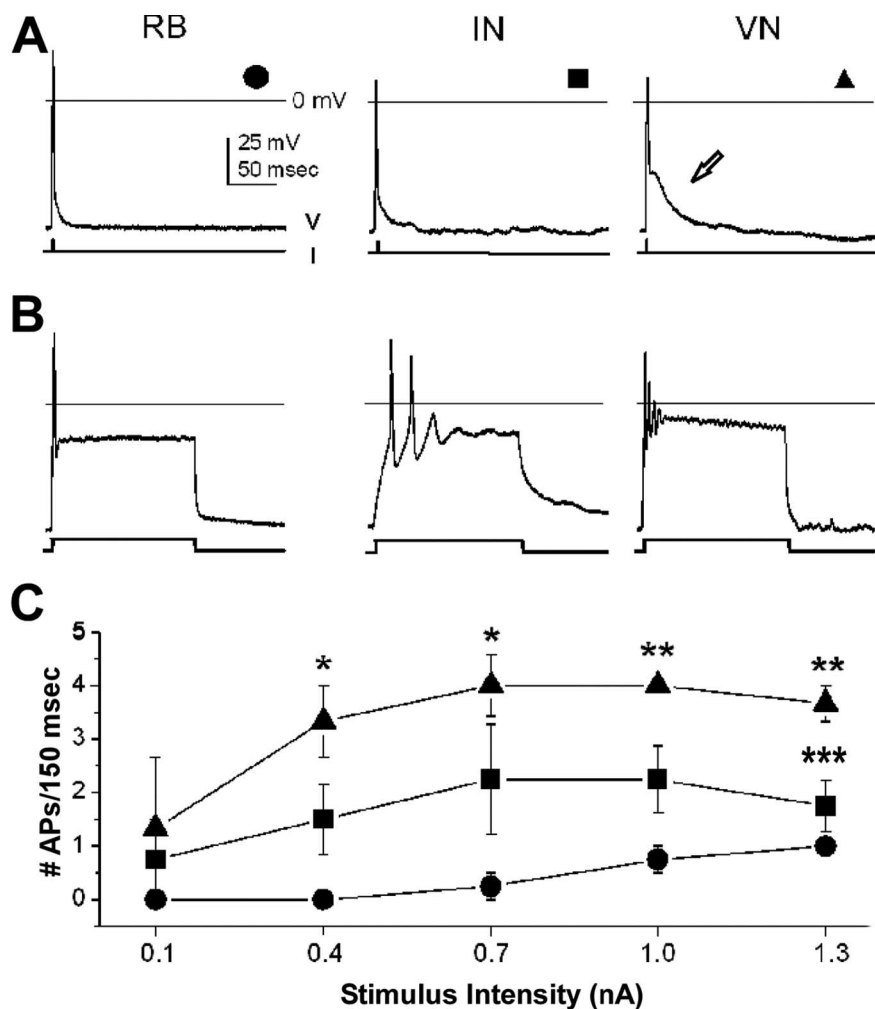 A
RB IN VN
0 mV
25 mV
50 msec
V
I
B
C
# APs/150 msec
5
4
3
2
1
0
* * ** **
***
0.1 0.4 0.7 1.0 1.3
Stimulus Intensity (nA)